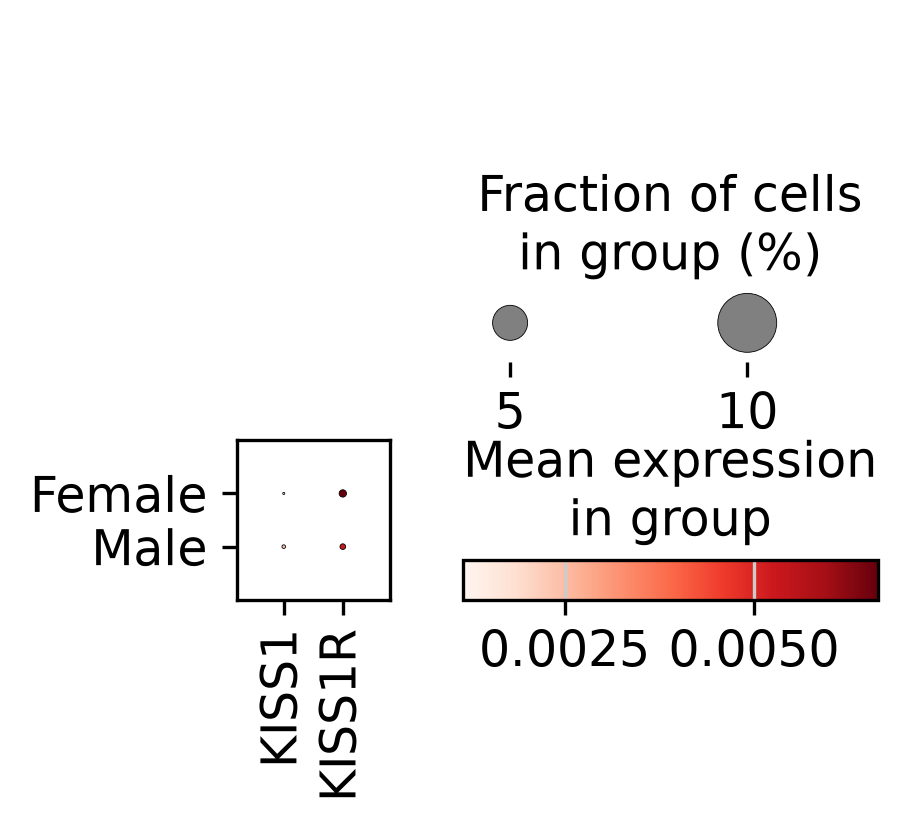 Fraction of cells
in group (%)
5 10
Mean expression
in group
0.0025 0.0050
Female
Male
KISS1
KISS1R